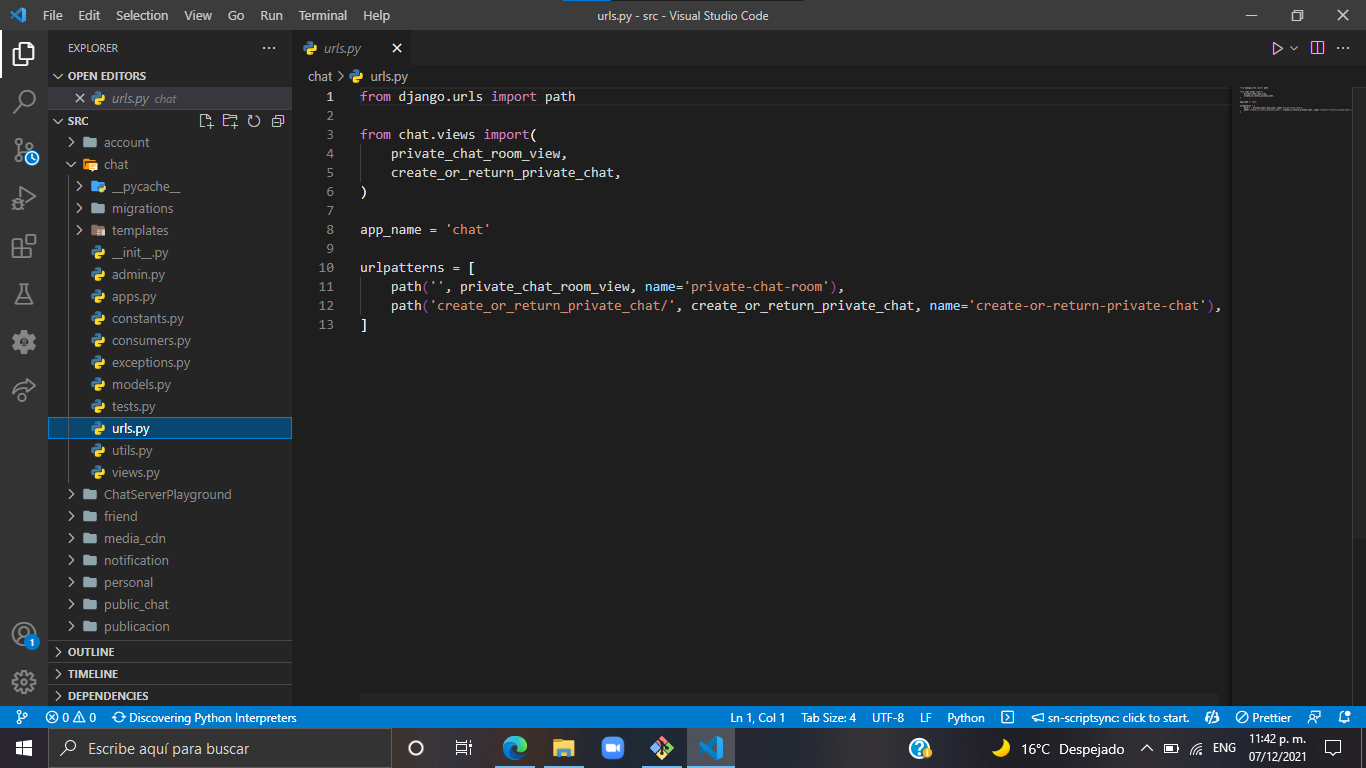 File Edit Selection View Go Run Terminal Help
urls.py - src - Visual Studio Code
EXPLORER
OPEN EDITORS
urls.py chat
SRC
account
chat
__pycache__
migrations
templates
__init__.py
admin.py
apps.py
constants.py
consumers.py
exceptions.py
models.py
tests.py
urls.py
utils.py
views.py
ChatServerPlayground
friend
media_cdn
notification
personal
public_chat
publicacion
OUTLINE
TIMELINE
DEPENDENCIES
1
urls.py
chat > urls.py
1 from django.urls import path
2
3 from chat.views import(
4     private_chat_room_view,
5     create_or_return_private_chat,
6 )
7
8 app_name = 'chat'
9
10 urlpatterns = [
11     path('', private_chat_room_view, name='private-chat-room'),
12     path('create_or_return_private_chat/', create_or_return_private_chat, name='create-or-return-private-chat'),
13 ]
0 0 Discovering Python Interpreters
Ln 1, Col 1 Tab Size: 4 UTF-8 LF Python sn-scriptsync: click to start. Prettier
Escribe aquí para buscar
16°C Despejado ENG 11:42 p. m.
07/12/2021